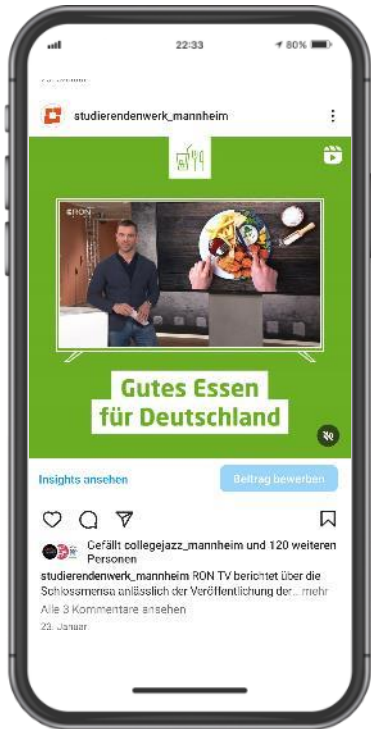 22:33
80%
studierendenwerk_mannheim
RON
Gutes Essen
für Deutschland
Insights ansehen
Beitrag bewerben
Gefällt collegejazz_mannheim und 120 weiteren
Personen
studierendenwerk_mannheim RON TV berichtet über die
Schlossmensa anlässlich der Veröffentlichung der... mehr
Alle 3 Kommentare ansehen
23. Januar